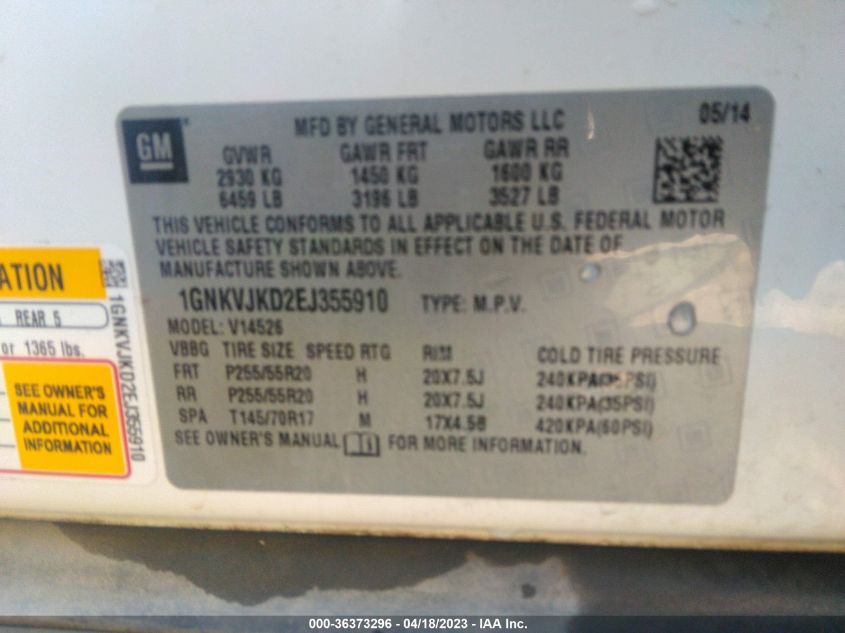 GM
MFD BY GENERAL MOTORS LLC
05/14
GVWR GAWR FRT GAWR RR
2930 KG 1450 KG 1600 KG
6459 LB 3196 LB 3527 LB
THIS VEHICLE CONFORMS TO ALL APPLICABLE U.S. FEDERAL MOTOR
VEHICLE SAFETY STANDARDS IN EFFECT ON THE DATE OF
MANUFACTURE SHOWN ABOVE.
1GNKVJKD2EJ355910 TYPE: M.P.V.
MODEL: V14526
VBBG TIRE SIZE SPEED RTG RIM COLD TIRE PRESSURE
FRT P255/55R20 H 20X7.5J 240KPA(35PSI)
RR P255/55R20 H 20X7.5J 240KPA(35PSI)
SPA T145/70R17 M 17X4.5B 420KPA(60PSI)
SEE OWNER'S MANUAL FOR MORE INFORMATION.
ATION
REAR 5
or 1365 lbs.
SEE OWNER'S
MANUAL FOR
ADDITIONAL
INFORMATION
1GNKVJKD2EJ355910
000-36373296 - 04/18/2023 - IAA Inc.